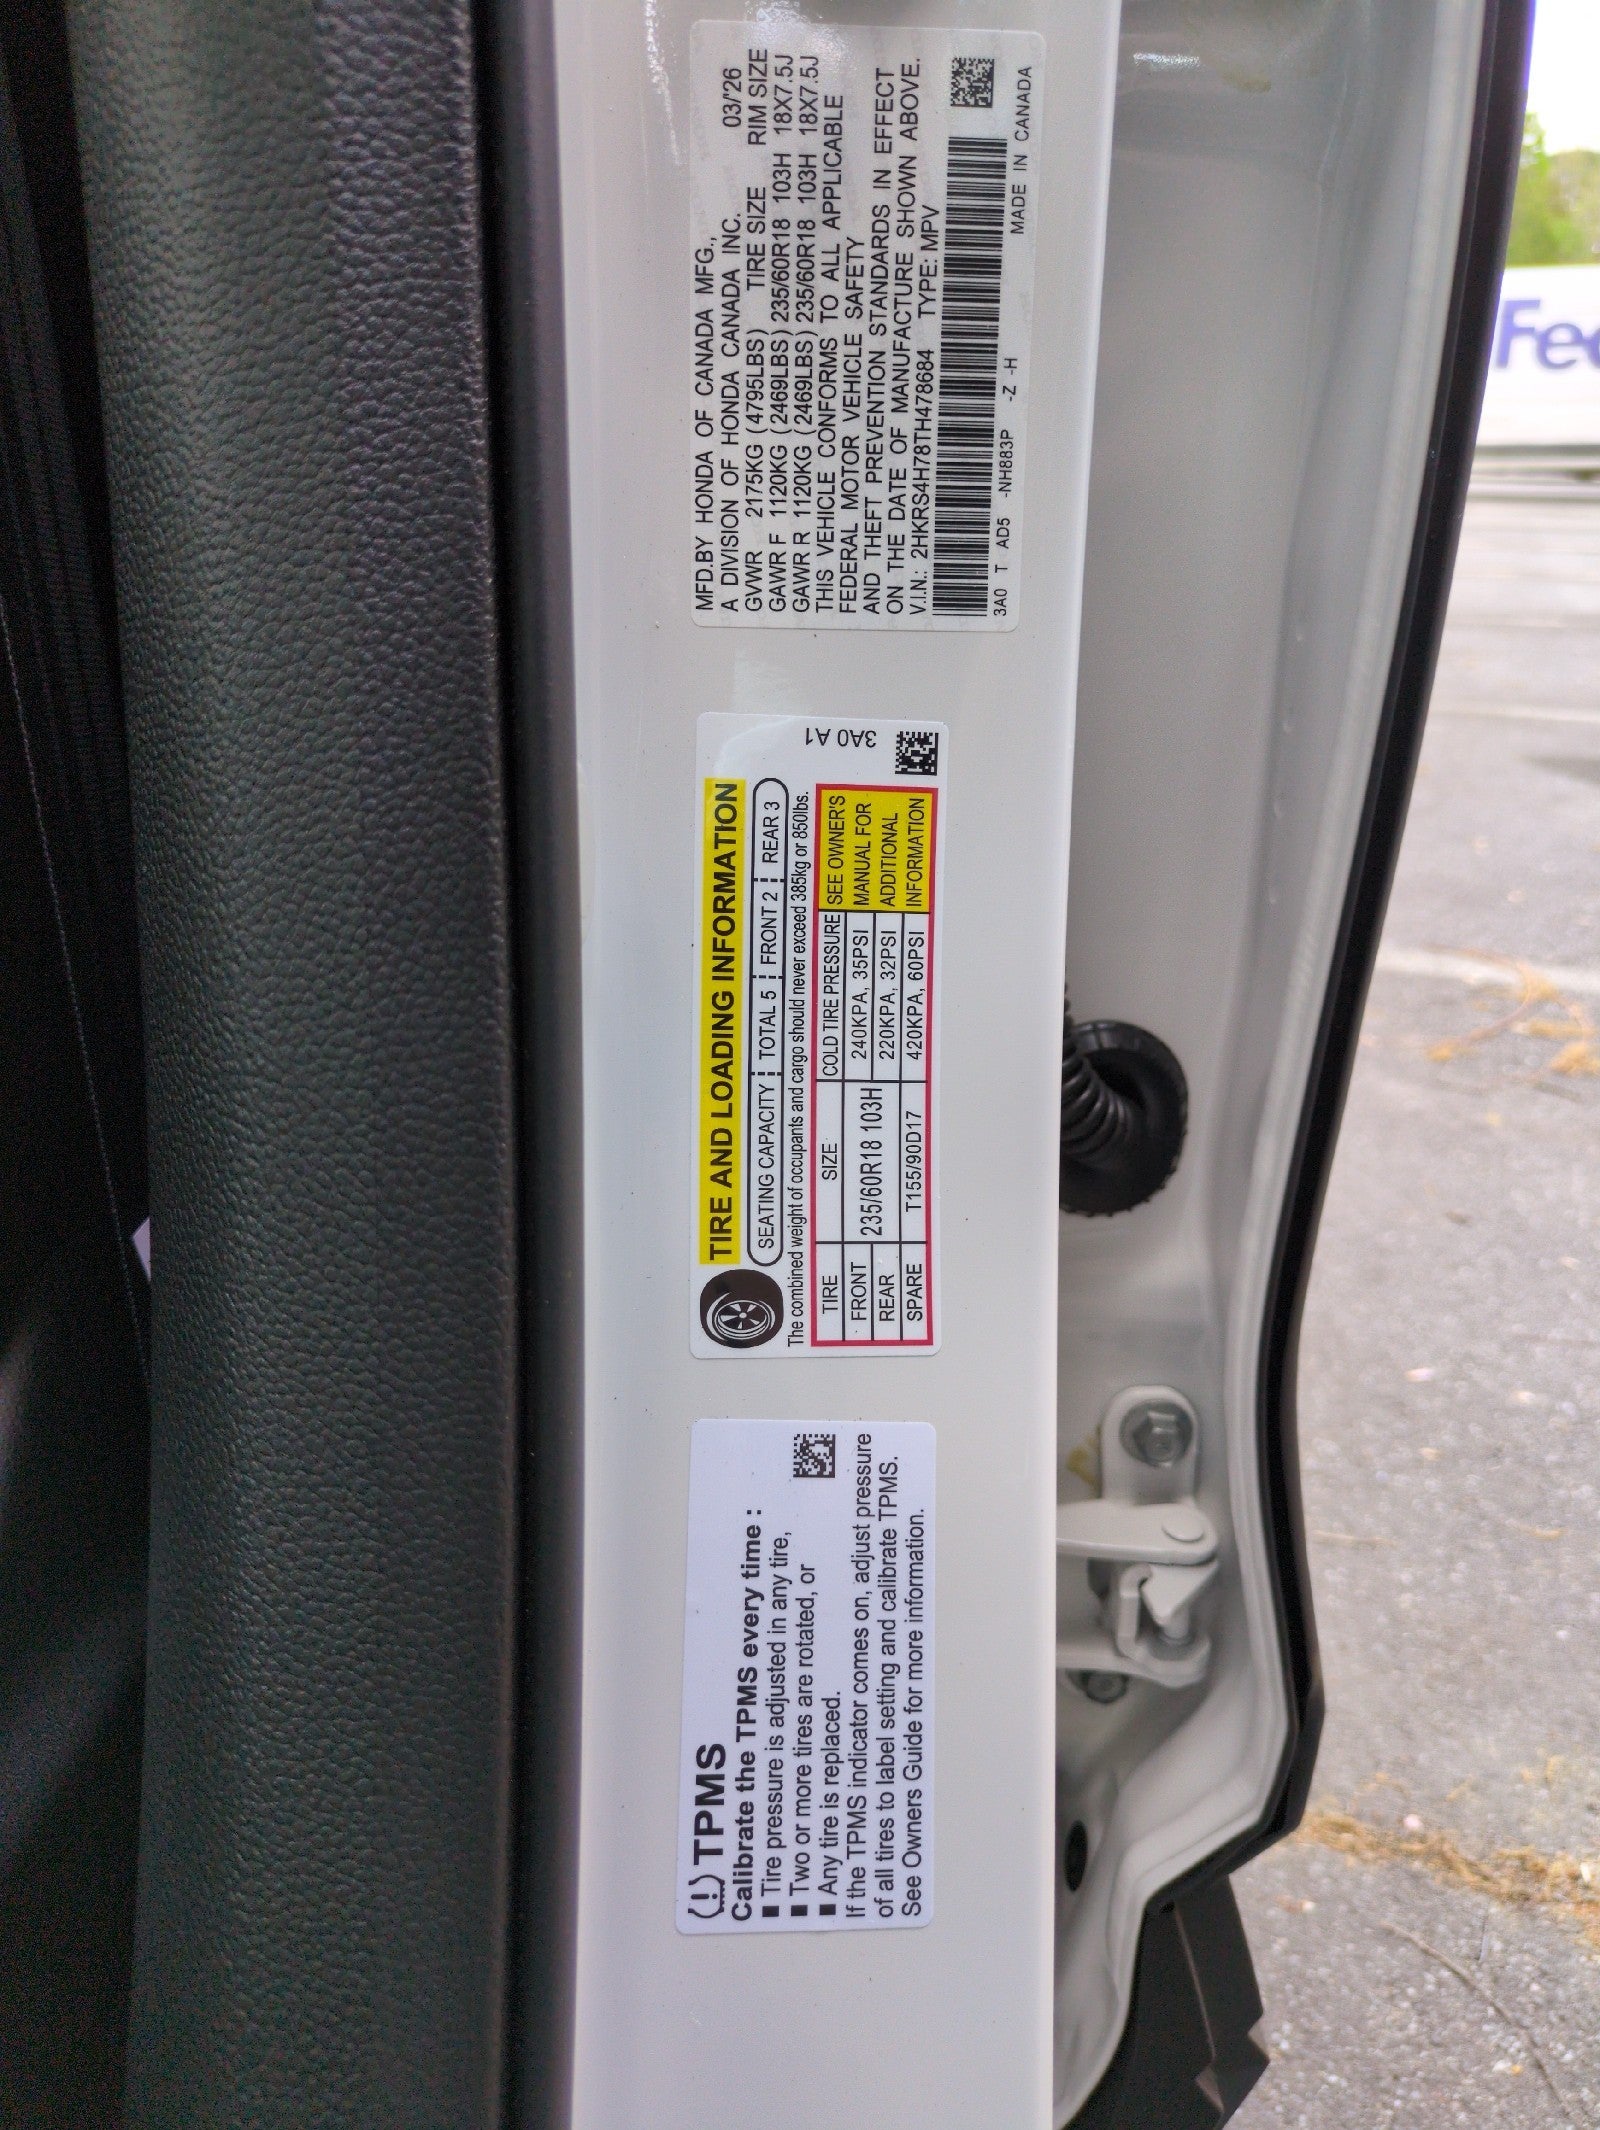 MFD.BY HONDA OF CANADA MFG.,
A DIVISION OF HONDA CANADA INC. 03/'26
GVWR 2175KG (4795LBS) TIRE SIZE RIM SIZE
GAWR F 1120KG (2469LBS) 235/60R18 103H 18X7.5J
GAWR R 1120KG (2469LBS) 235/60R18 103H 18X7.5J
THIS VEHICLE CONFORMS TO ALL APPLICABLE
FEDERAL MOTOR VEHICLE SAFETY
AND THEFT PREVENTION STANDARDS IN EFFECT
ON THE DATE OF MANUFACTURE SHOWN ABOVE.
V.I.N.: 2HKRS4H78TH478684 TYPE: MPV
3A0 T AD5 -NH883P -Z -H MADE IN CANADA
TIRE AND LOADING INFORMATION
SEATING CAPACITY TOTAL 5 FRONT 2 REAR 3
The combined weight of occupants and cargo should never exceed 385kg or 850lbs.
TIRE SIZE COLD TIRE PRESSURE SEE OWNER'S
FRONT 235/60R18 103H 240KPA, 35PSI MANUAL FOR
REAR 220KPA, 32PSI ADDITIONAL
SPARE T155/90D17 420KPA, 60PSI INFORMATION
3A0 A1
TPMS
Calibrate the TPMS every time :
■ Tire pressure is adjusted in any tire,
■ Two or more tires are rotated, or
■ Any tire is replaced.
If the TPMS indicator comes on, adjust pressure
of all tires to label setting and calibrate TPMS.
See Owners Guide for more information.
Fe